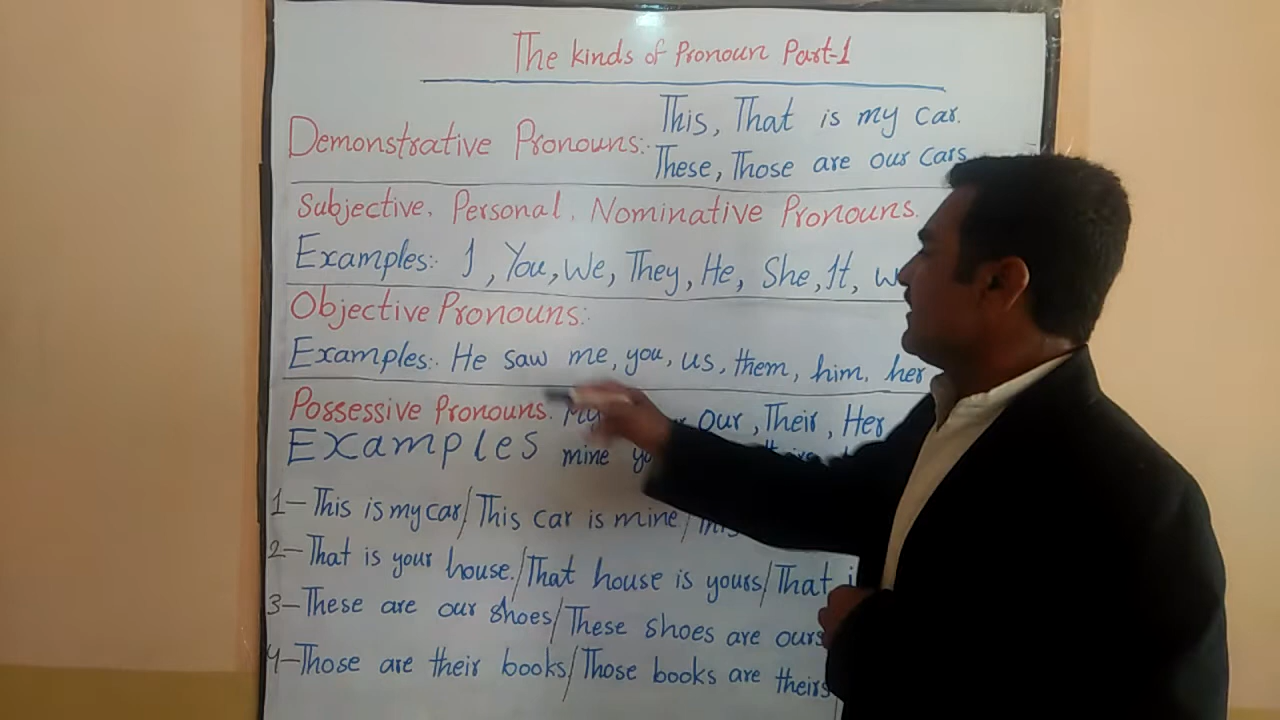 The kinds of Pronoun Part-1
Demonstrative Pronouns:- This, That is my car.
These, Those are our cars
Subjective, Personal, Nominative Pronouns.
Examples:- I, You, We, They, He, She, It,
Objective Pronouns:-
Examples:- He saw me, you, us, them, him, her
Possessive Pronouns. My Our, Their, Her
Examples mine
1- This is my car/This car is mine/
2- That is your house./That house is yours/That
3- These are our shoes/These shoes are ours
4- Those are their books/Those books are theirs